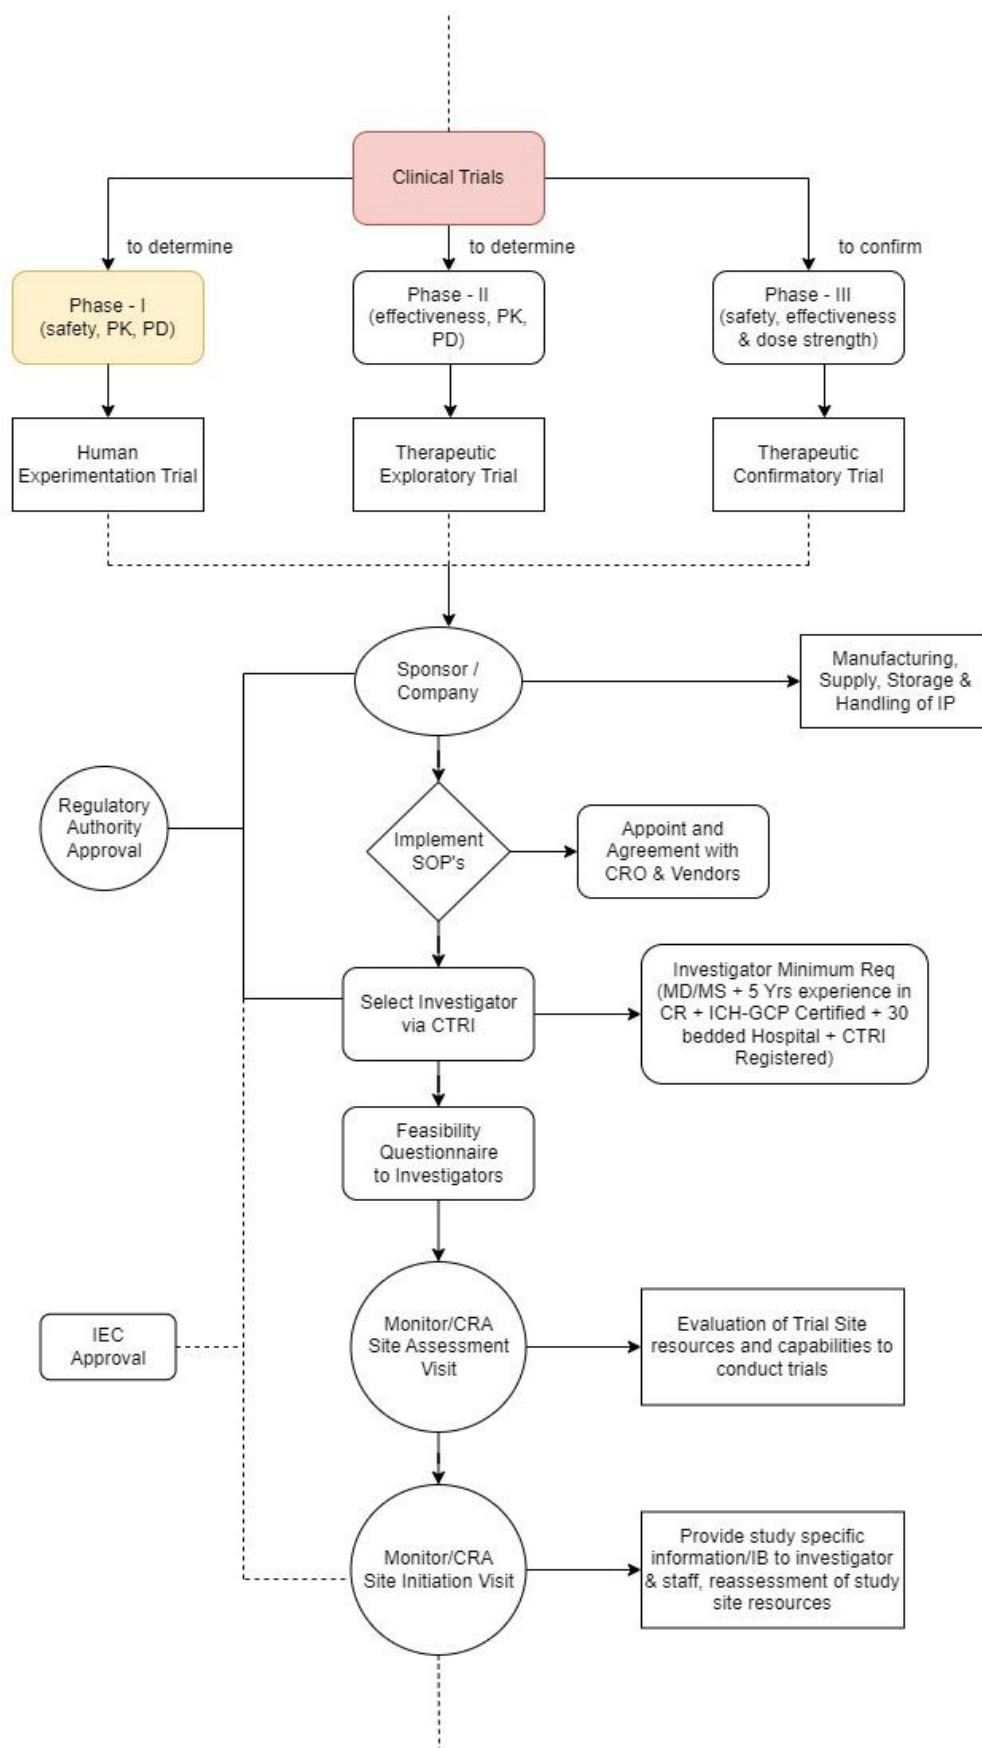 Clinical Trials
to determine
to determine
to confirm
Phase - I
(safety, PK, PD)
Phase - II
(effectiveness, PK,
PD)
Phase - III
(safety, effectiveness
& dose strength)
Human
Experimentation Trial
Therapeutic
Exploratory Trial
Therapeutic
Confirmatory Trial
Sponsor /
Company
Manufacturing,
Supply, Storage &
Handling of IP
Regulatory
Authority
Approval
Implement
SOP's
Appoint and
Agreement with
CRO & Vendors
Select Investigator
via CTRI
Investigator Minimum Req
(MD/MS + 5 Yrs experience in
CR + ICH-GCP Certified + 30
bedded Hospital + CTRI
Registered)
Feasibility
Questionnaire
to Investigators
IEC
Approval
Monitor/CRA
Site Assessment
Visit
Evaluation of Trial Site
resources and capabilities to
conduct trials
Monitor/CRA
Site Initiation Visit
Provide study specific
information/IB to investigator
& staff, reassessment of study
site resources